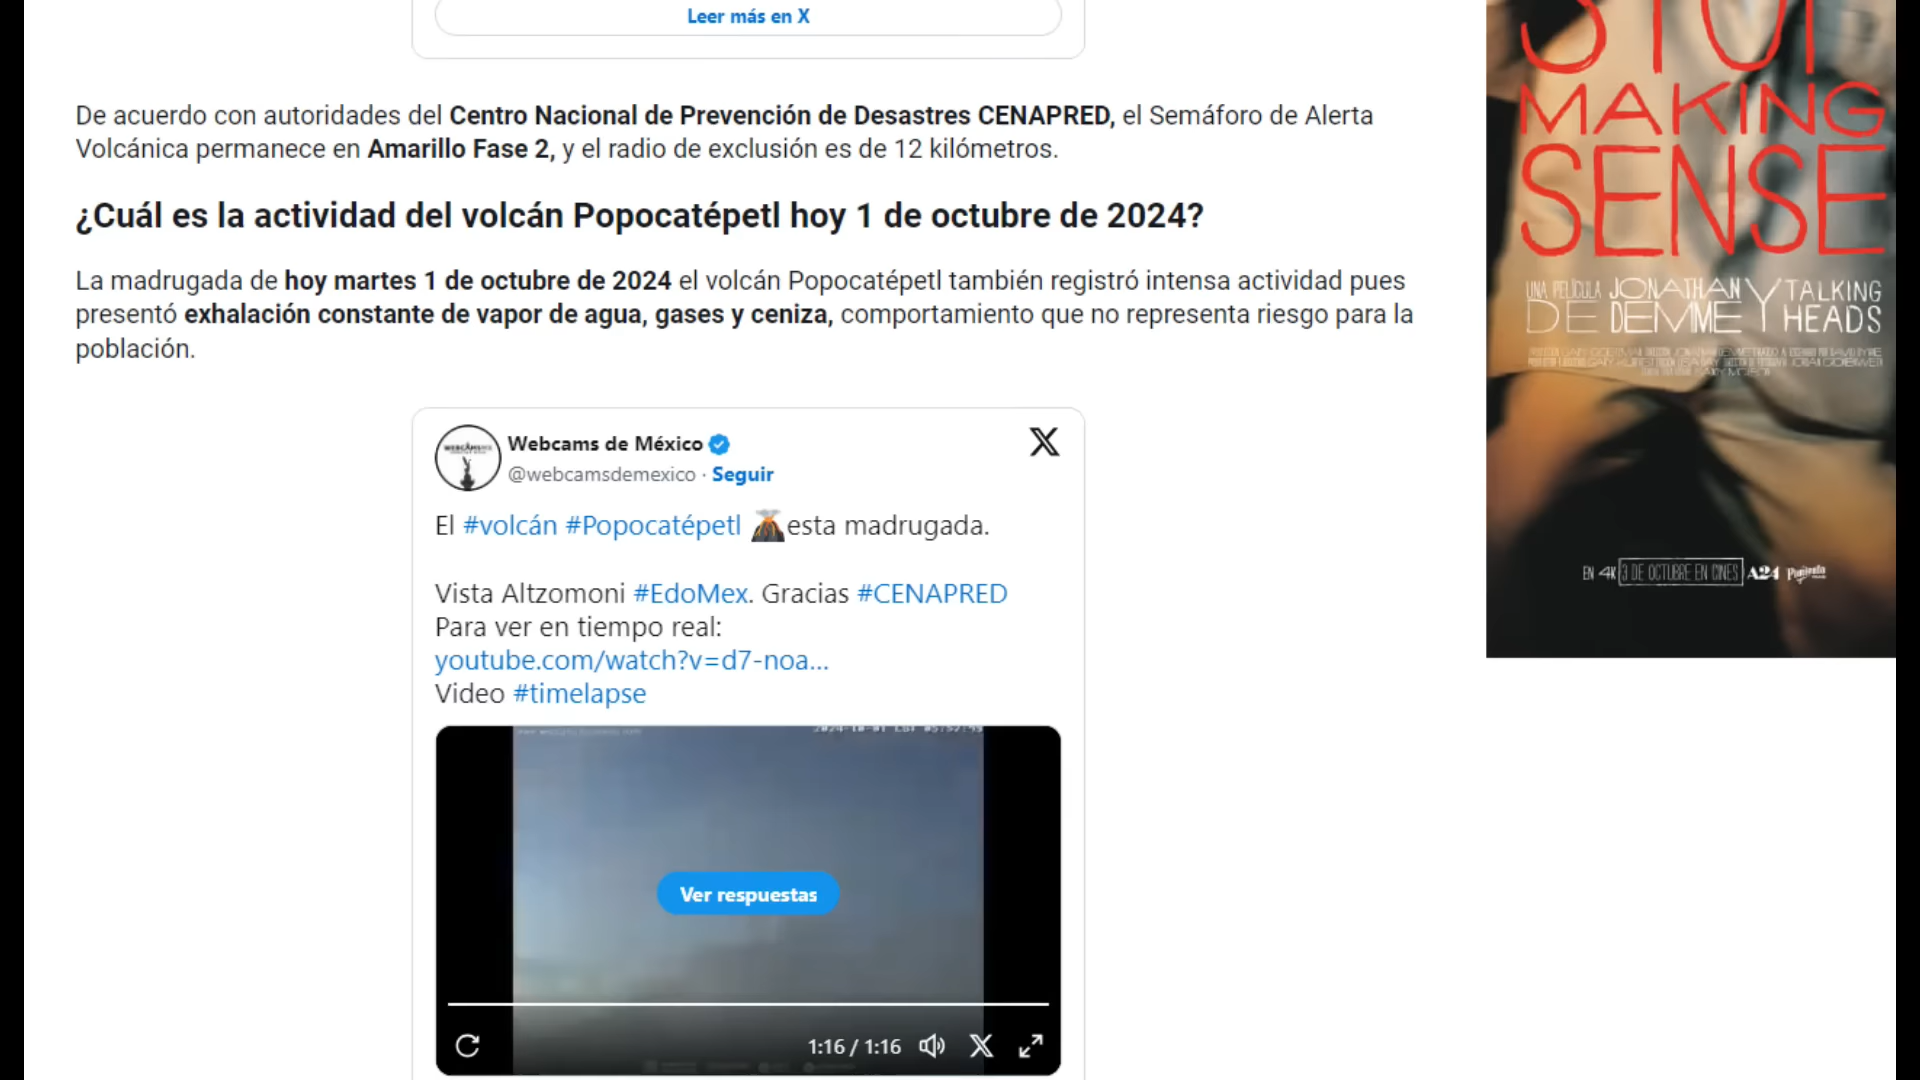 Leer más en X
De acuerdo con autoridades del Centro Nacional de Prevención de Desastres CENAPRED, el Semáforo de Alerta
Volcánica permanece en Amarillo Fase 2, y el radio de exclusión es de 12 kilómetros.
¿Cuál es la actividad del volcán Popocatépetl hoy 1 de octubre de 2024?
La madrugada de hoy martes 1 de octubre de 2024 el volcán Popocatépetl también registró intensa actividad pues
presentó exhalación constante de vapor de agua, gases y ceniza, comportamiento que no representa riesgo para la
población.
Webcams de México
@webcamsdemexico · Seguir
El #volcán #Popocatépetl 🌋esta madrugada.
Vista Altzomoni #EdoMex. Gracias #CENAPRED
Para ver en tiempo real:
youtube.com/watch?v=d7-noa...
Video #timelapse
Ver respuestas
1:16 / 1:16
STOP
MAKING
SENSE
UNA PELÍCULA
DE
JONATHAN
DEMME
Y
TALKING
HEADS
EN 4K 3 DE OCTUBRE EN CINES A24